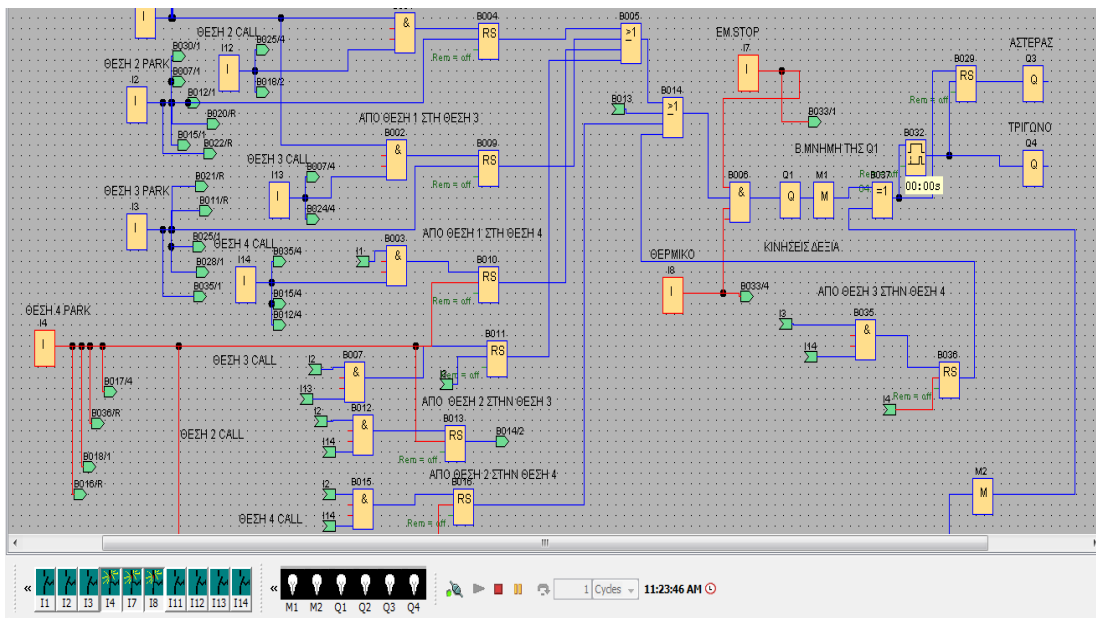 ΘΕΣΗ 2 CALL
I12
B025/4
B018/2
B004
RS
Rem = off
B005
>1
EM.STOP
I7
I
B033/1
ΑΣΤΕΡΑΣ
B029
RS
Rem = off
Q3
Q
ΘΕΣΗ 2 PARK
I2
I
B030/1
B007/1
B012/1
B020/R
B015/1
B022/R
ΑΠΟ ΘΕΣΗ 1 ΣΤΗ ΘΕΣΗ 3
B002
&
B009
RS
Rem = off
B013
B014
>1
Β.ΜΝΗΜΗ ΤΗΣ Q1
B032
00:00s
ΤΡΙΓΩΝΟ
Q4
Q
ΘΕΣΗ 3 CALL
I13
I
B007/4
B024/4
B006
&
Q1
Q
M1
M
B037
=1
ΘΕΣΗ 3 PARK
I3
I
B021/R
B011/R
B025/1
B028/1
B035/1
ΘΕΣΗ 4 CALL
I14
I
B035/4
B015/4
B012/4
I1
B003
&
ΑΠΟ ΘΕΣΗ 1 ΣΤΗ ΘΕΣΗ 4
B010
RS
Rem = off
ΚΙΝΗΣΕΙΣ ΔΕΞΙΑ
ΘΕΡΜΙΚΟ
I8
I
B033/4
ΑΠΟ ΘΕΣΗ 3 ΣΤΗΝ ΘΕΣΗ 4
I3
I14
B035
&
B036
RS
Rem = off
I4
ΘΕΣΗ 4 PARK
I4
I
B017/4
B036/R
B018/1
B016/R
ΘΕΣΗ 3 CALL
I2
I13
B007
&
B011
RS
I3
= off
ΑΠΟ ΘΕΣΗ 2 ΣΤΗΝ ΘΕΣΗ 3
ΘΕΣΗ 2 CALL
I2
I14
B012
&
B013
RS
Rem = off
B014/2
ΑΠΟ ΘΕΣΗ 2 ΣΤΗΝ ΘΕΣΗ 4
ΘΕΣΗ 4 CALL
I2
I14
B015
&
B016
RS
Rem = off
M2
M
« I1 I2 I3 I4 I7 I8 I11 I12 I13 I14
« M1 M2 Q1 Q2 Q3 Q4
1 Cycles 11:23:46 AM